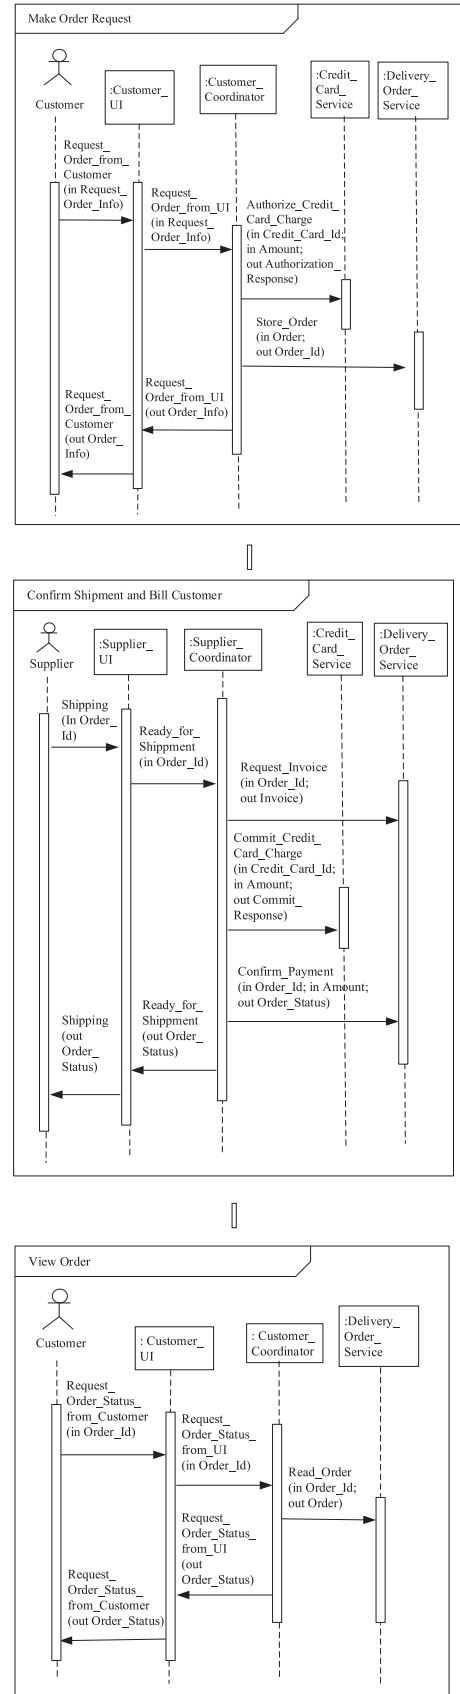 Make Order Request
Customer
:Customer_
UI
:Customer_
Coordinator
:Credit_
Card_
Service
:Delivery_
Order_
Service
Request_
Order_from_
Customer
(in Request_
Order_Info)
Request_
Order_from_UI
(in Request_
Order_Info)
Authorize_Credit_
Card_Charge
(in Credit_Card_Id;
in Amount;
out Authorization_
Response)
Store_Order
(in Order;
out Order_Id)
Request_
Order_from_UI
(out Order_Info)
Request_
Order_from_
Customer
(out Order_
Info)
Confirm Shipment and Bill Customer
Supplier
:Supplier_
UI
:Supplier_
Coordinator
:Credit_
Card_
Service
:Delivery_
Order_
Service
Shipping
(In Order_
Id)
Ready_for_
Shippment
(in Order_Id)
Request_Invoice
(in Order_Id;
out Invoice)
Commit_Credit_
Card_Charge
(in Credit_Card_Id;
in Amount;
out Commit_
Response)
Confirm_Payment
(in Order_Id; in Amount;
out Order_Status)
Ready_for_
Shippment
(out Order_
Status)
Shipping
(out
Order_
Status)
View Order
Customer
: Customer_
UI
: Customer_
Coordinator
:Delivery_
Order_
Service
Request_
Order_Status_
from_Customer
(in Order_Id)
Request_
Order_Status_
from_UI
(in Order_Id)
Read_Order
(in Order_Id;
out Order)
Request_
Order_Status_
from_UI
(out
Order_Status)
Request_
Order_Status_
from_Customer
(out Order_Status)